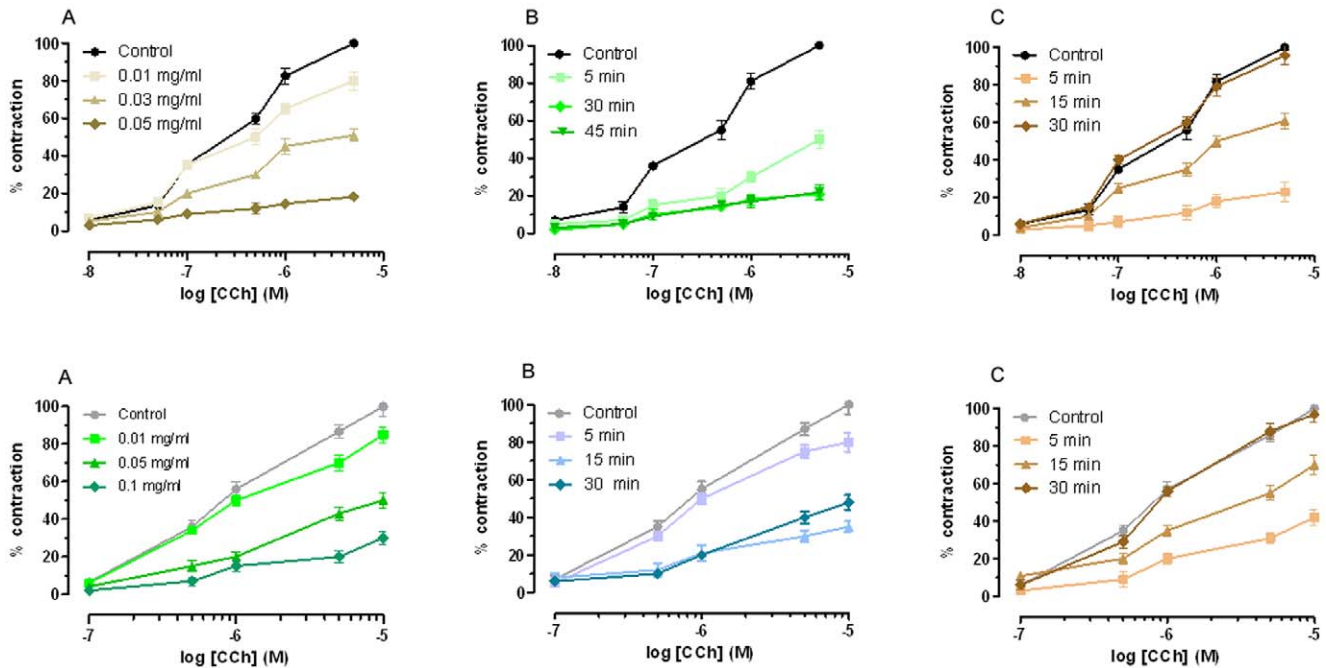 A
Control
0.01 mg/ml
0.03 mg/ml
0.05 mg/ml
100
80
60
40
20
0
% contraction
-8
-7
-6
-5
log [CCh] (M)
B
Control
5 min
30 min
45 min
100
80
60
40
20
0
% contraction
-8
-7
-6
-5
log [CCh] (M)
C
Control
5 min
15 min
30 min
100
80
60
40
20
0
% contraction
-8
-7
-6
-5
log [CCh] (M)
A
Control
0.01 mg/ml
0.05 mg/ml
0.1 mg/ml
100
80
60
40
20
0
% contraction
-7
-6
-5
log [CCh] (M)
B
Control
5 min
15 min
30 min
100
80
60
40
20
0
% contraction
-7
-6
-5
log [CCh] (M)
C
Control
5 min
15 min
30 min
100
80
60
40
20
0
% contraction
-7
-6
-5
log [CCh] (M)